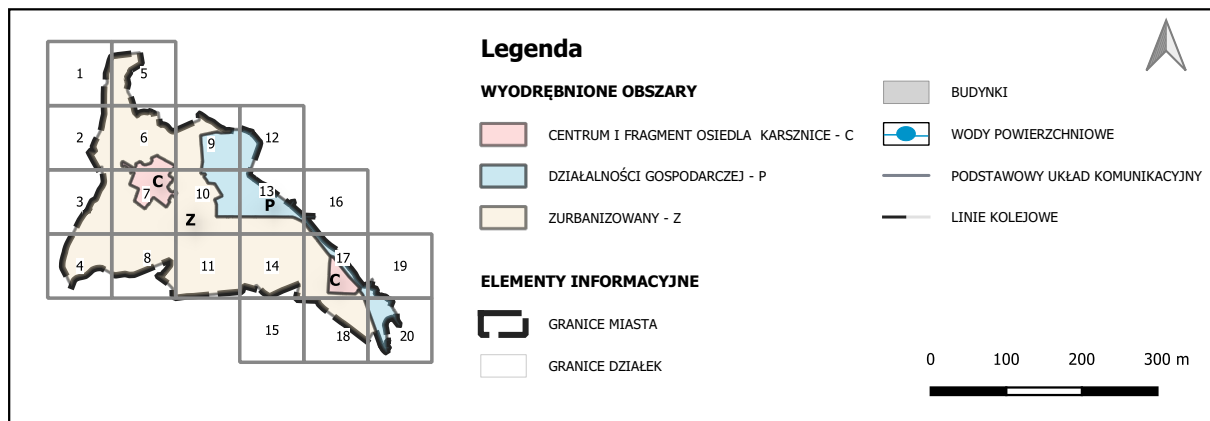 1
5
2
6
9
12
C
3
7
10
13
P
16
Z
4
8
11
14
17
19
C
15
18
20
Legenda
WYODRĘBNIONE OBSZARY
CENTRUM I FRAGMENT OSIEDLA KARSZNICE - C
DZIAŁALNOŚCI GOSPODARCZEJ - P
ZURBANIZOWANY - Z
ELEMENTY INFORMACYJNE
GRANICE MIASTA
GRANICE DZIAŁEK
BUDYNKI
WODY POWIERZCHNIOWE
PODSTAWOWY UKŁAD KOMUNIKACYJNY
LINIE KOLEJOWE
0 100 200 300 m